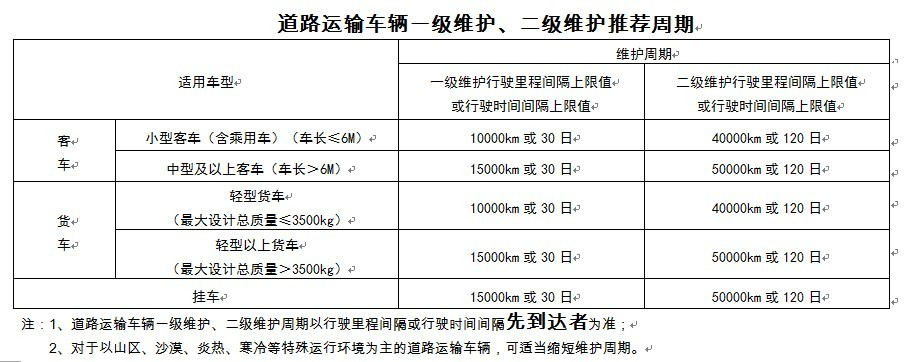 道路运输车辆一级维护、二级维护推荐周期
适用车型
维护周期
一级维护行驶里程间隔上限值
或行驶时间间隔上限值
二级维护行驶里程间隔上限值
或行驶时间间隔上限值
客
车
小型客车（含乘用车）（车长≤6M）
10000km 或 30 日
40000km 或 120 日
中型及以上客车（车长＞6M）
15000km 或 30 日
50000km 或 120 日
货
车
轻型货车
（最大设计总质量≤3500kg）
10000km 或 30 日
40000km 或 120 日
轻型以上货车
（最大设计总质量＞3500kg）
15000km 或 30 日
50000km 或 120 日
挂车
15000km 或 30 日
50000km 或 120 日
注：1、道路运输车辆一级维护、二级维护周期以行驶里程间隔或行驶时间间隔先到达者为准；
2、对于以山区、沙漠、炎热、寒冷等特殊运行环境为主的道路运输车辆，可适当缩短维护周期。